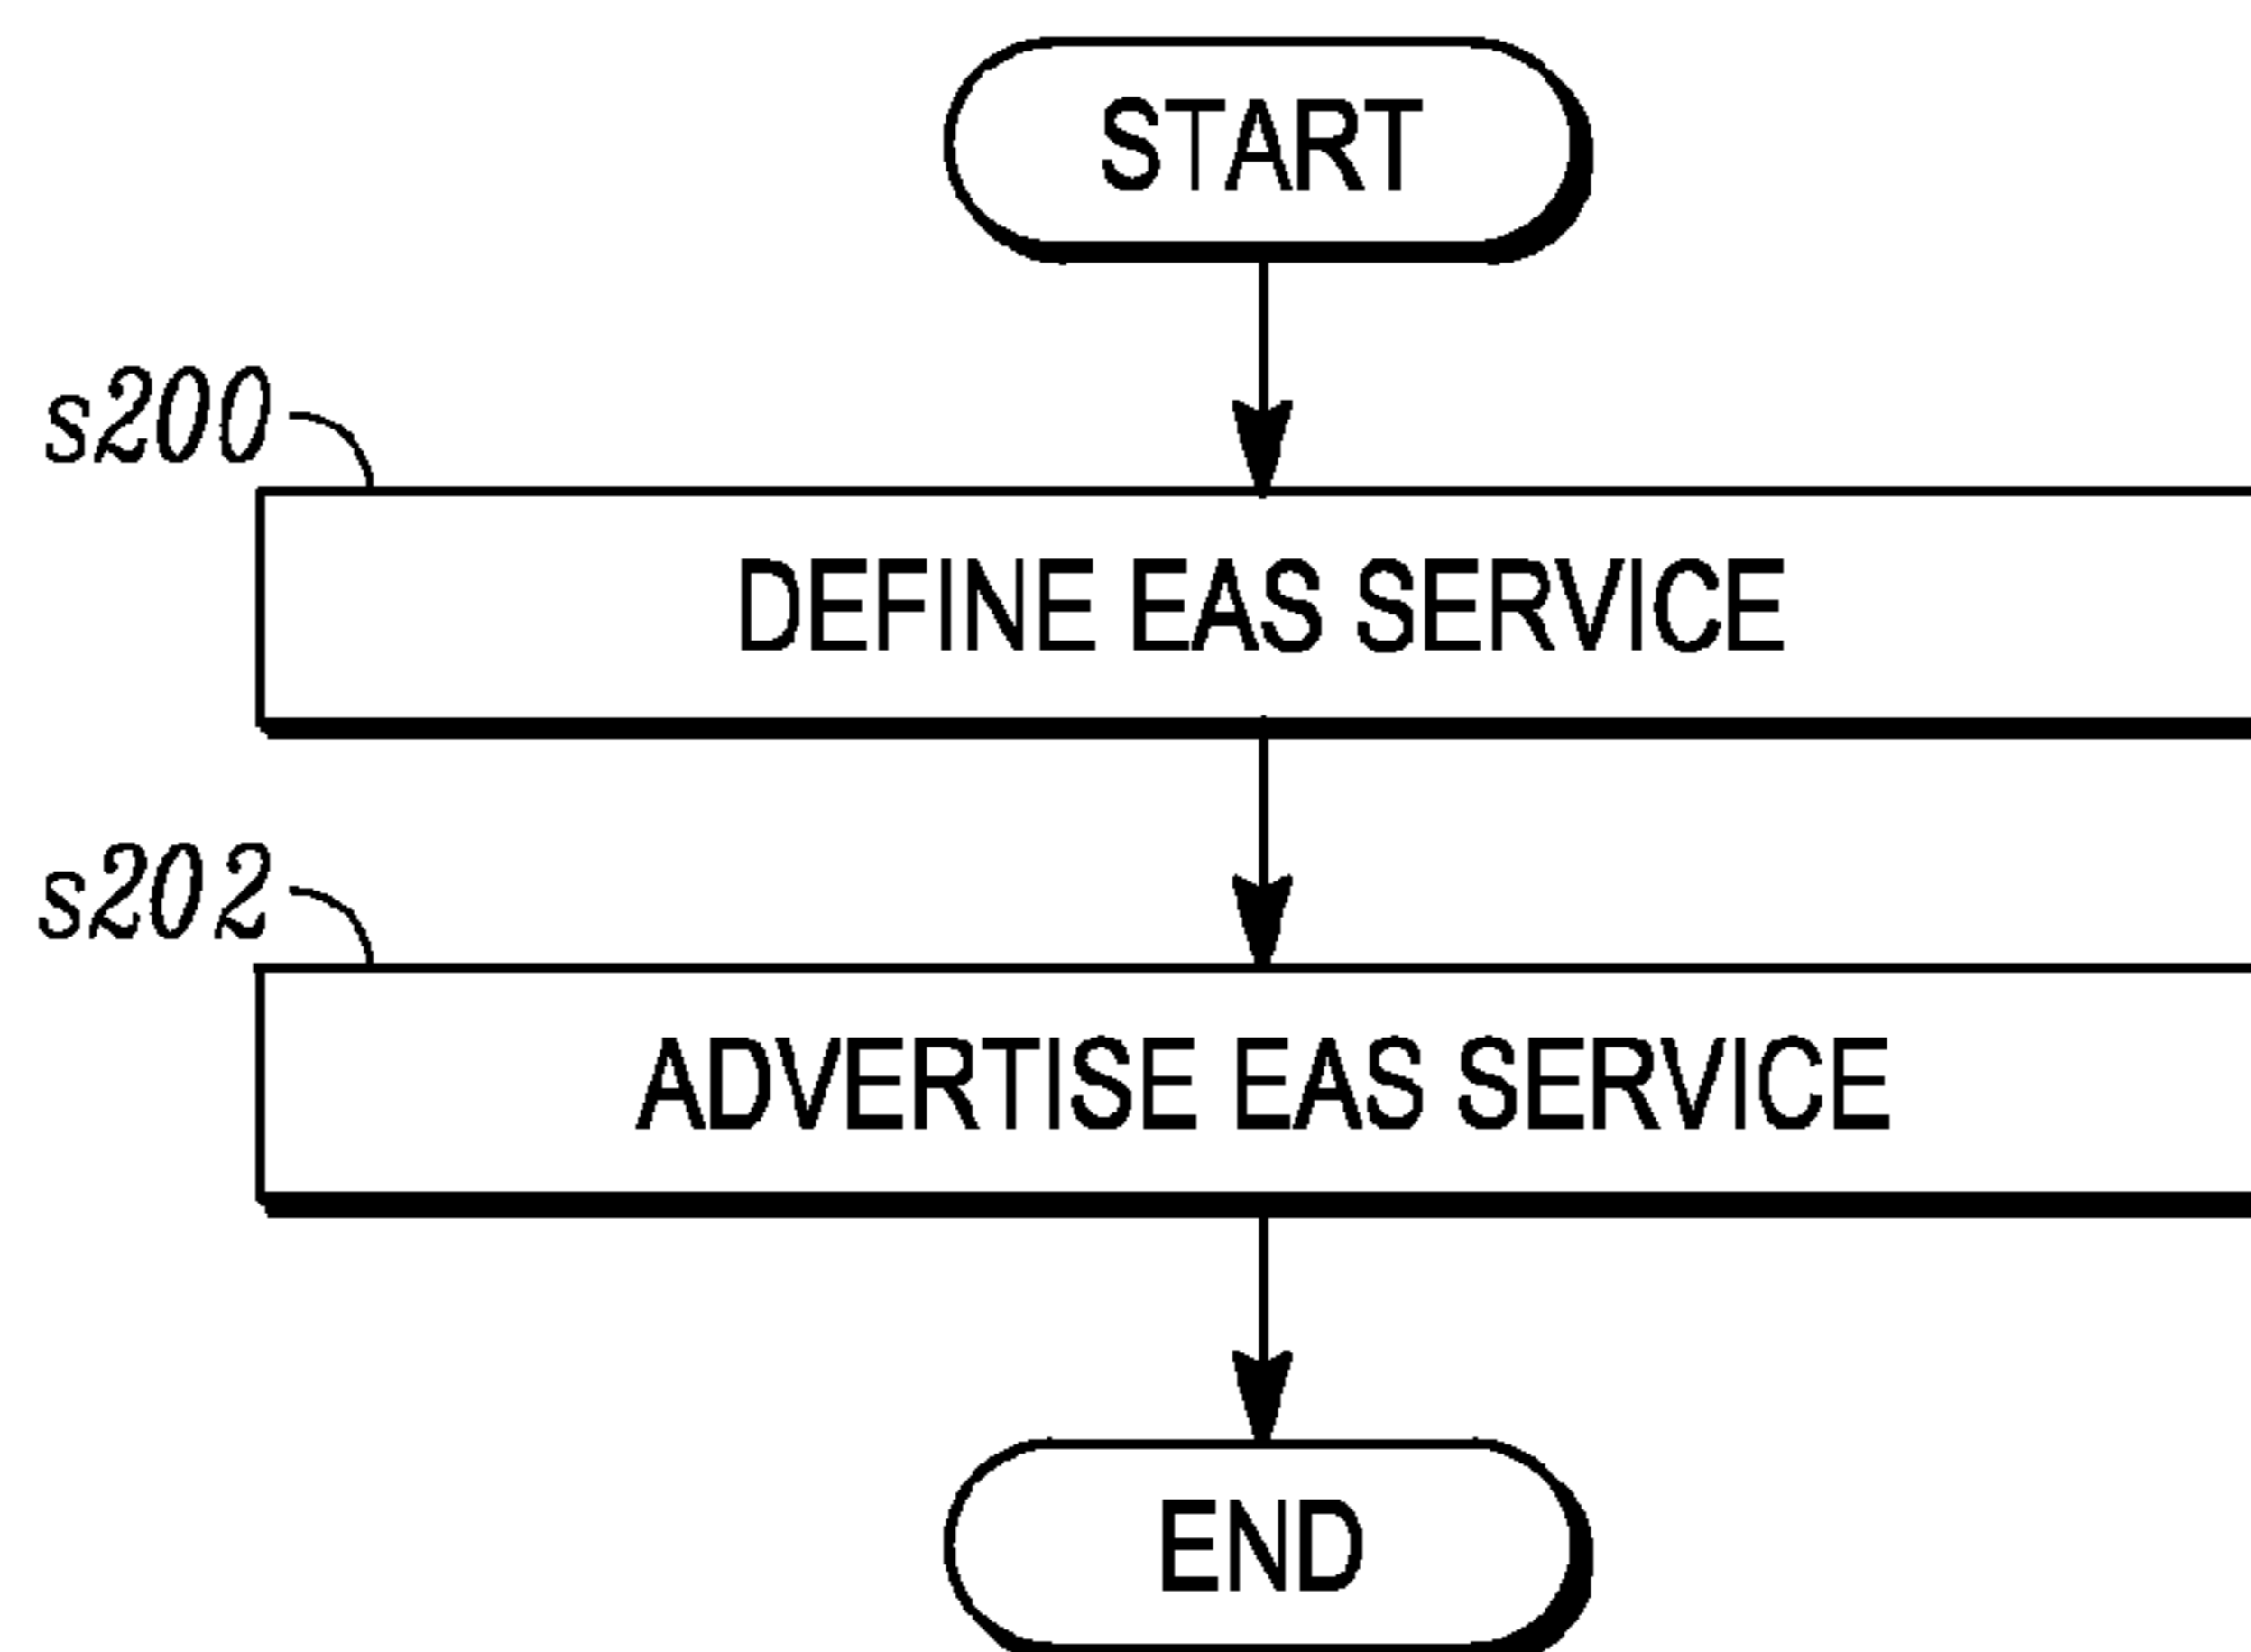 START
s200
DEFINE EAS SERVICE
s202
ADVERTISE EAS SERVICE
END